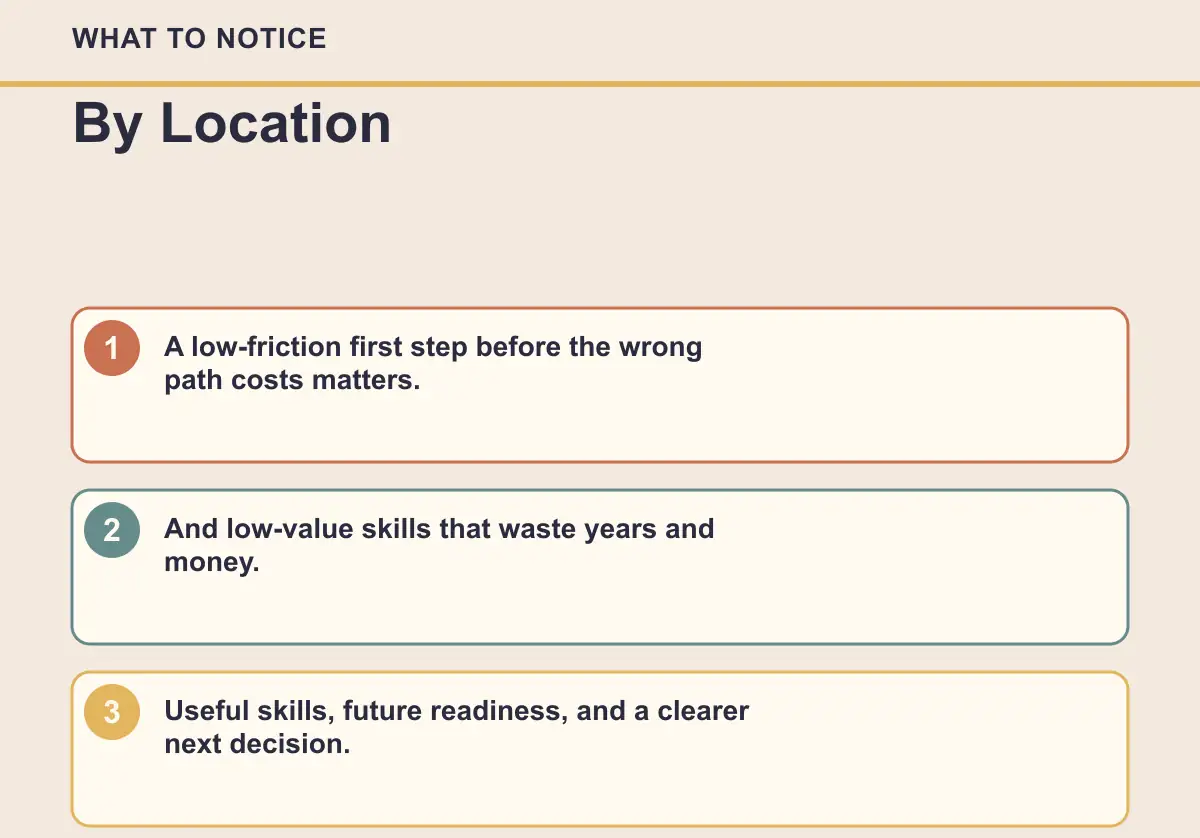 WHAT TO NOTICE
By Location
1
A low-friction first step before the wrong
path costs matters.
2
And low-value skills that waste years and
money.
3
Useful skills, future readiness, and a clearer
next decision.